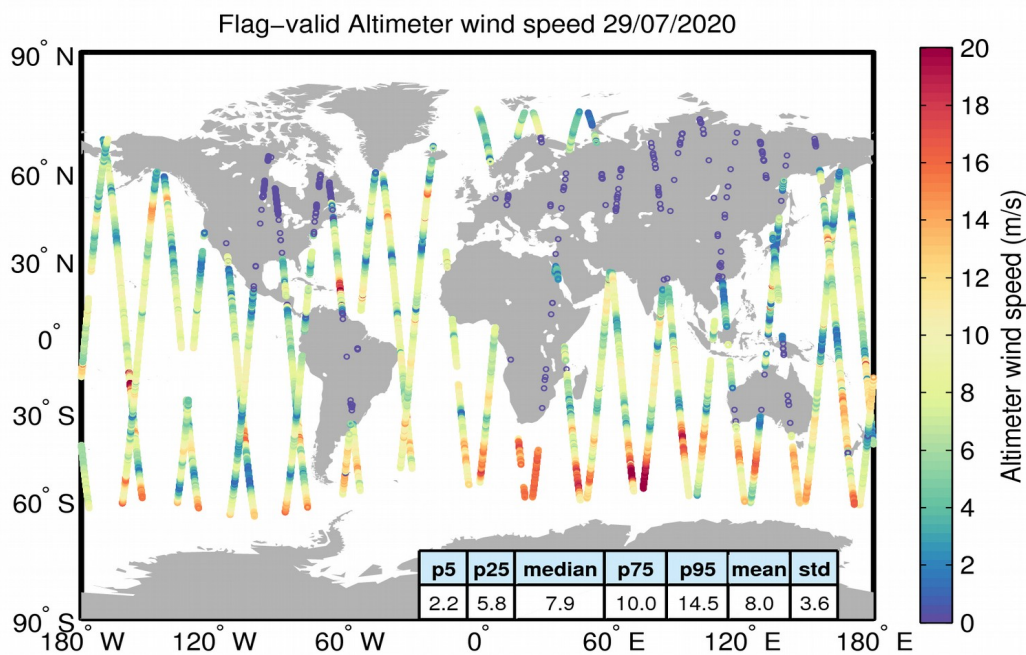 Flag-valid Altimeter wind speed 29/07/2020
90° N
60° N
30° N
0°
30° S
60° S
90° S
180° W
120° W
60° W
0°
60° E
120° E
180° E
p5 p25 median p75 p95 mean std
2.2 5.8 7.9 10.0 14.5 8.0 3.6
20
18
16
14
12
10
8
6
4
2
0
Altimeter wind speed (m/s)